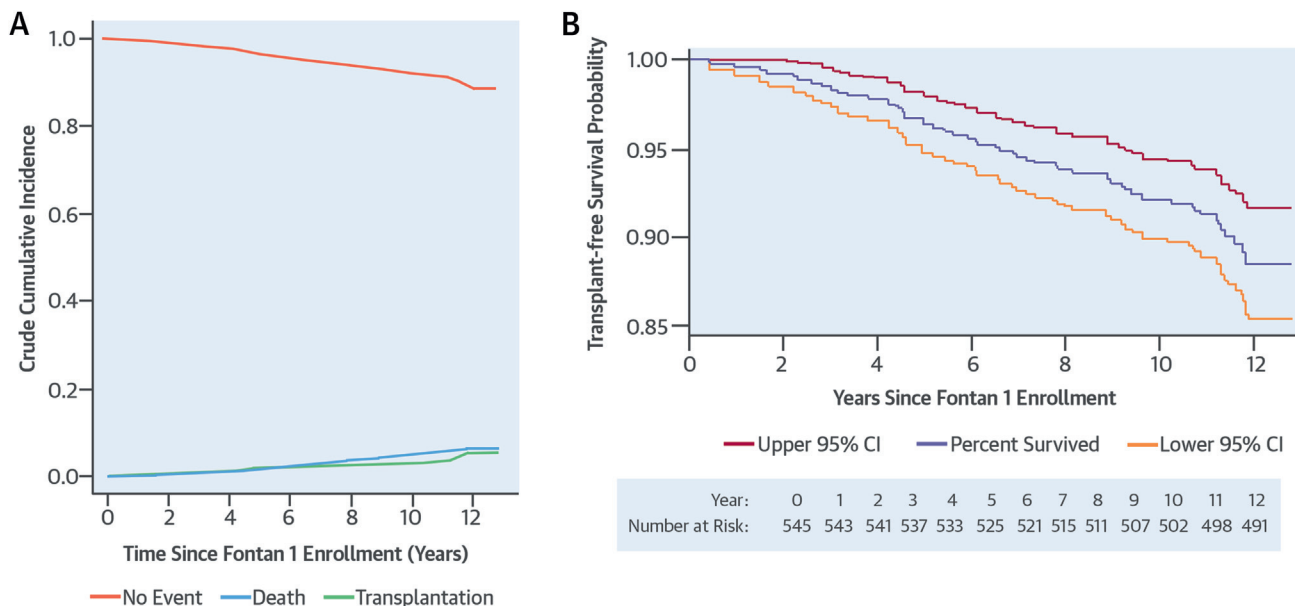 A
1.0
0.8
0.6
0.4
0.2
0.0
Crude Cumulative Incidence
0 2 4 6 8 10 12
Time Since Fontan 1 Enrollment (Years)
No Event Death Transplantation
B
1.00
0.95
0.90
0.85
Transplant-free Survival Probability
0 2 4 6 8 10 12
Years Since Fontan 1 Enrollment
Upper 95% CI Percent Survived Lower 95% CI
Year: 0 1 2 3 4 5 6 7 8 9 10 11 12
Number at Risk: 545 543 541 537 533 525 521 515 511 507 502 498 491